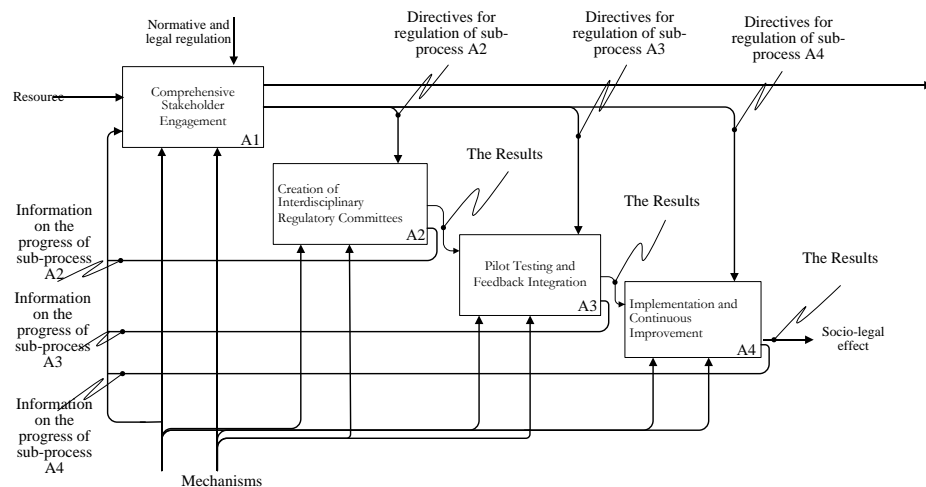 Normative and
legal regulation
Directives for
regulation of sub-
process A2
Directives for
regulation of sub-
process A3
Directives for
regulation of sub-
process A4
Resource
Comprehensive
Stakeholder
Engagement
A1
The Results
Creation of
Interdisciplinary
Regulatory Committees
A2
The Results
Information
on the
progress of
sub-process
A2
Pilot Testing and
Feedback Integration
A3
The Results
Information
on the
progress of
sub-process
A3
Implementation and
Continuous
Improvement
A4
Socio-legal
effect
Information
on the
progress of
sub-process
A4
Mechanisms